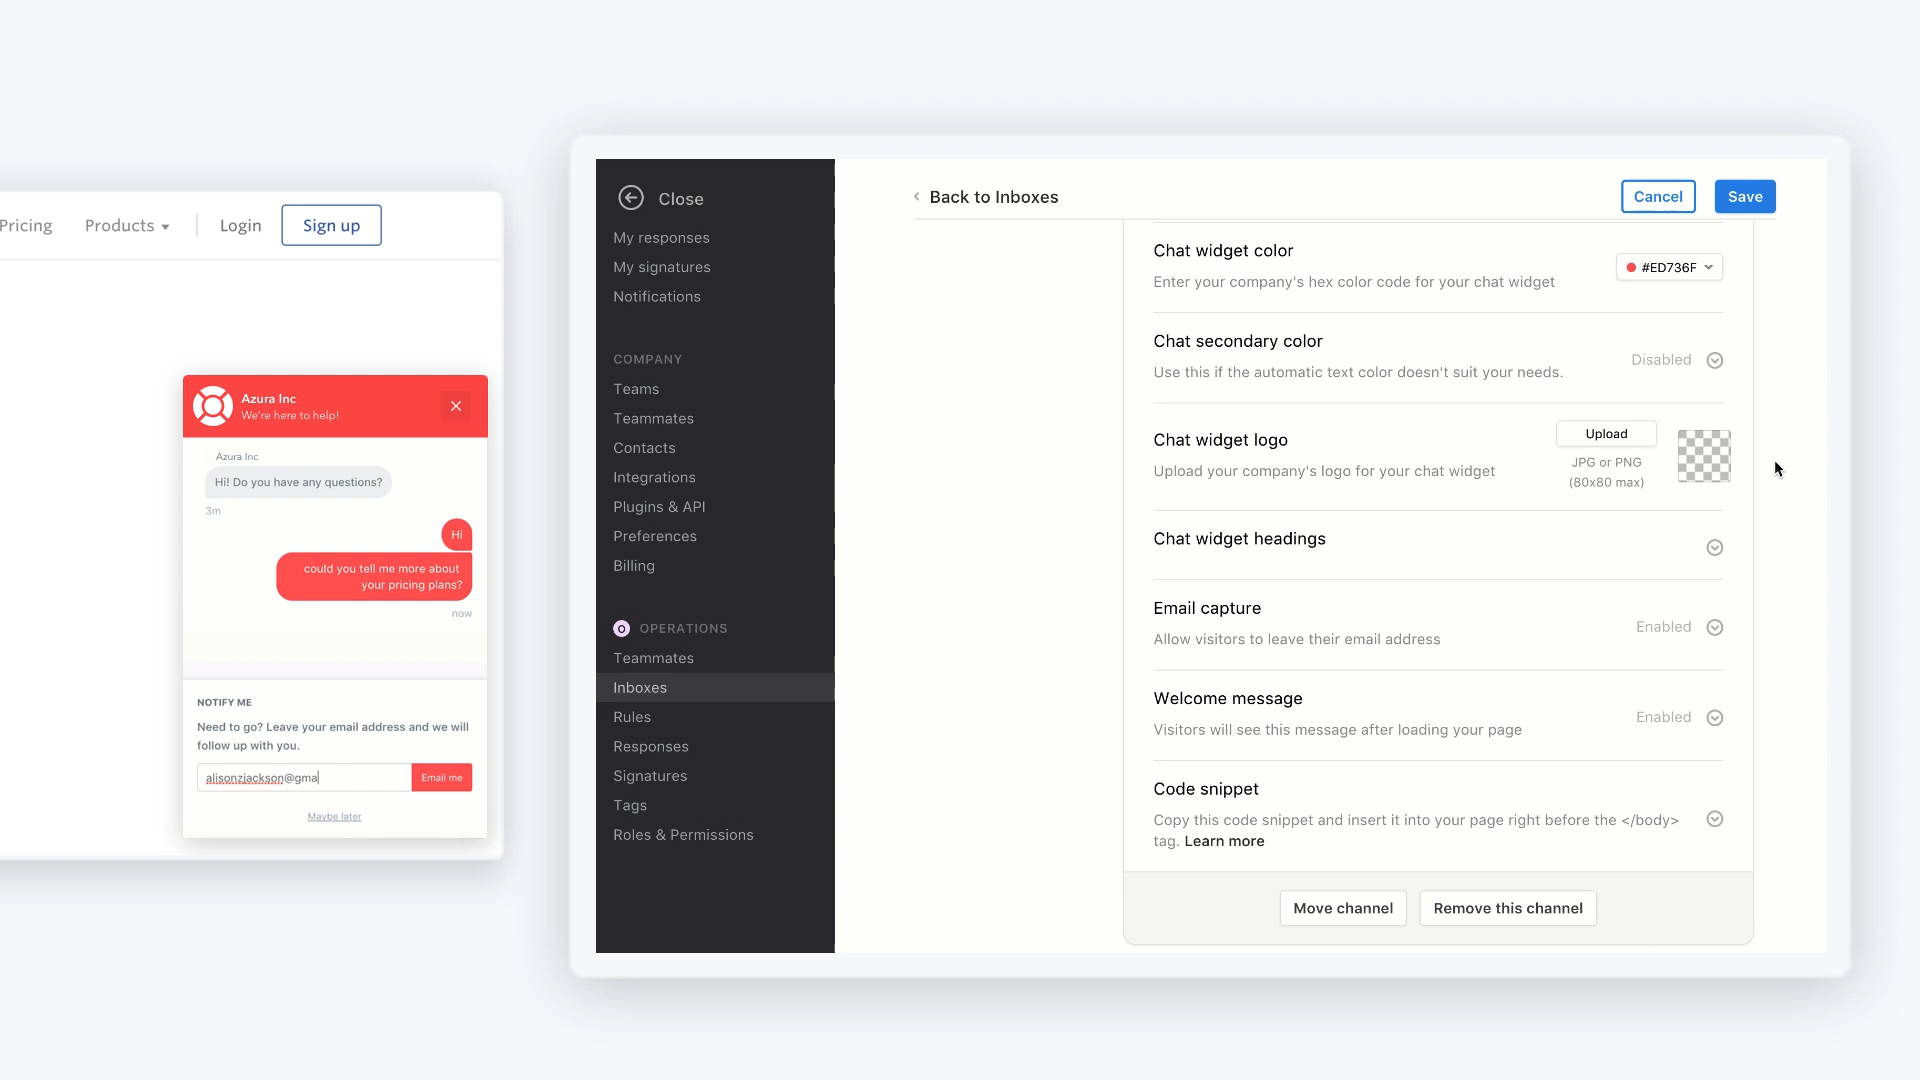 Pricing
Products
Login
Sign up
Azura Inc
We're here to help!
Azura Inc
Hi! Do you have any questions?
3m
Hi
could you tell me more about
your pricing plans?
now
NOTIFY ME
Need to go? Leave your email address and we will
follow up with you.
alisonzjackson@gma
Email me
Maybe later
Close
My responses
My signatures
Notifications
COMPANY
Teams
Teammates
Contacts
Integrations
Plugins & API
Preferences
Billing
O OPERATIONS
Teammates
Inboxes
Rules
Responses
Signatures
Tags
Roles & Permissions
Back to Inboxes
Cancel
Save
Chat widget color
Enter your company's hex color code for your chat widget
#ED736F
Chat secondary color
Use this if the automatic text color doesn't suit your needs.
Disabled
Chat widget logo
Upload your company's logo for your chat widget
Upload
JPG or PNG
(80x80 max)
Chat widget headings
Email capture
Allow visitors to leave their email address
Enabled
Welcome message
Visitors will see this message after loading your page
Enabled
Code snippet
Copy this code snippet and insert it into your page right before the </body>
tag. Learn more
Move channel
Remove this channel